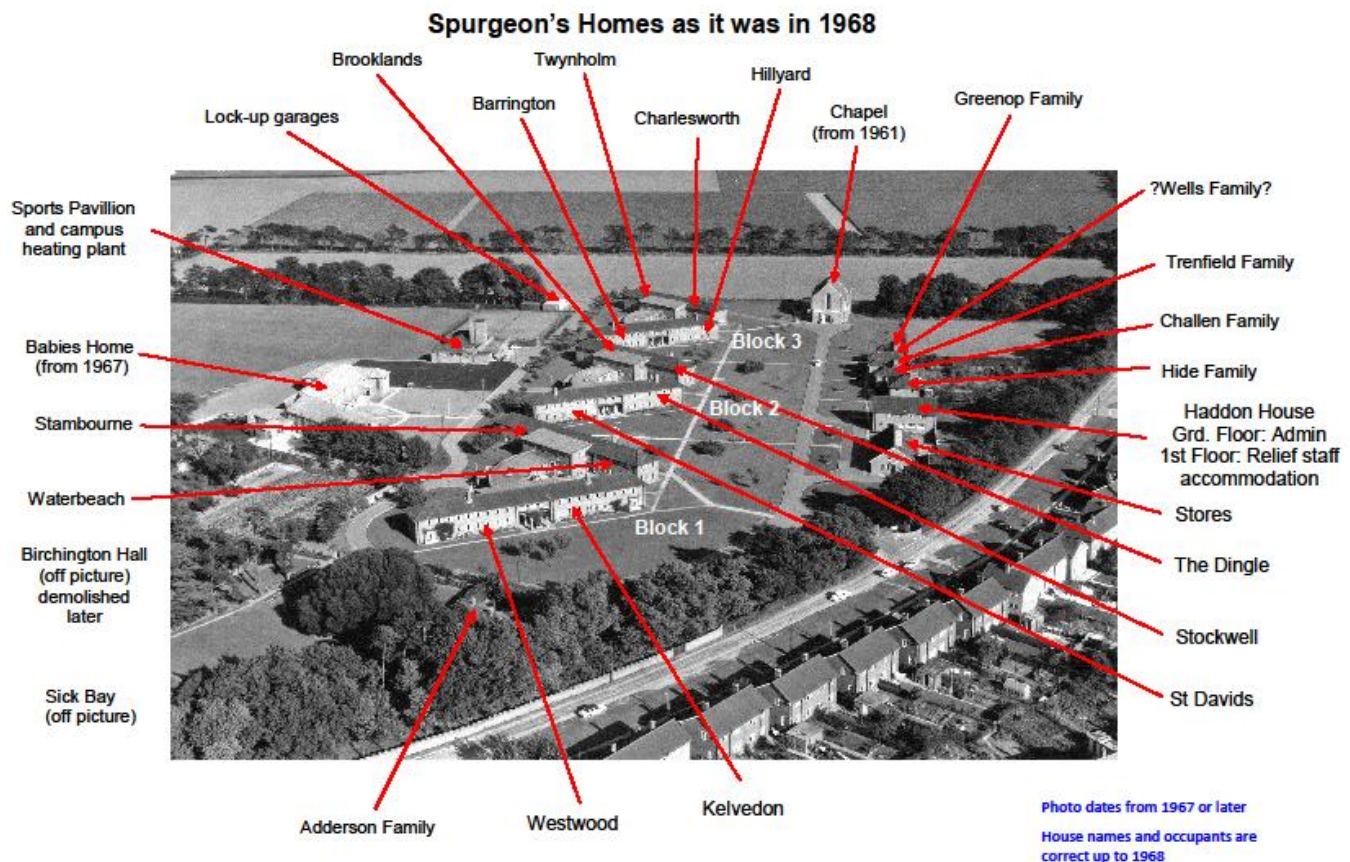 Spurgeon's Homes as it was in 1968
Brooklands
Twynholm
Hillyard
Barrington
Greenop Family
Lock-up garages
Charlesworth
Chapel
(from 1961)
?Wells Family?
Sports Pavillion
and campus
heating plant
Trenfield Family
Challen Family
Block 3
Babies Home
(from 1967)
Hide Family
Block 2
Haddon House
Grd. Floor: Admin
1st Floor: Relief staff
accommodation
Stambourne
Waterbeach
Stores
Block 1
Birchington Hall
(off picture)
demolished
later
The Dingle
Stockwell
Sick Bay
(off picture)
St Davids
Adderson Family
Westwood
Kelvedon
Photo dates from 1967 or later
House names and occupants are
correct up to 1968